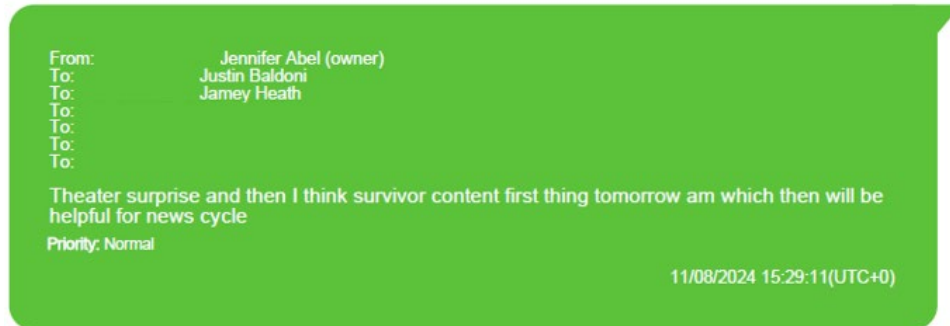 From: Jennifer Abel (owner)
To: Justin Baldoni
To: Jamey Heath
To:
To:
To:
To:
Theater surprise and then I think survivor content first thing tomorrow am which then will be
helpful for news cycle
Priority: Normal
11/08/2024 15:29:11(UTC+0)